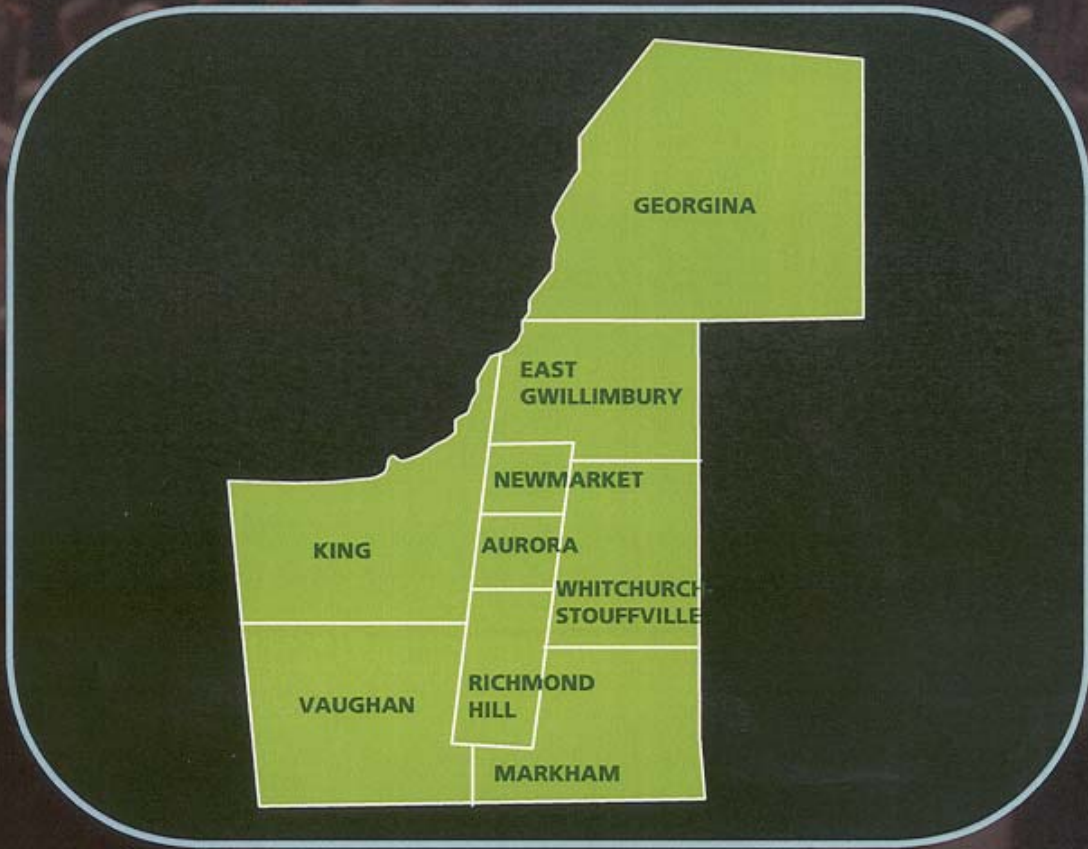 GEORGINA
EAST
GWILLIMBURY
NEWMARKET
KING
AURORA
WHITCHURCH-
STOUFFVILLE
RICHMOND
HILL
VAUGHAN
MARKHAM